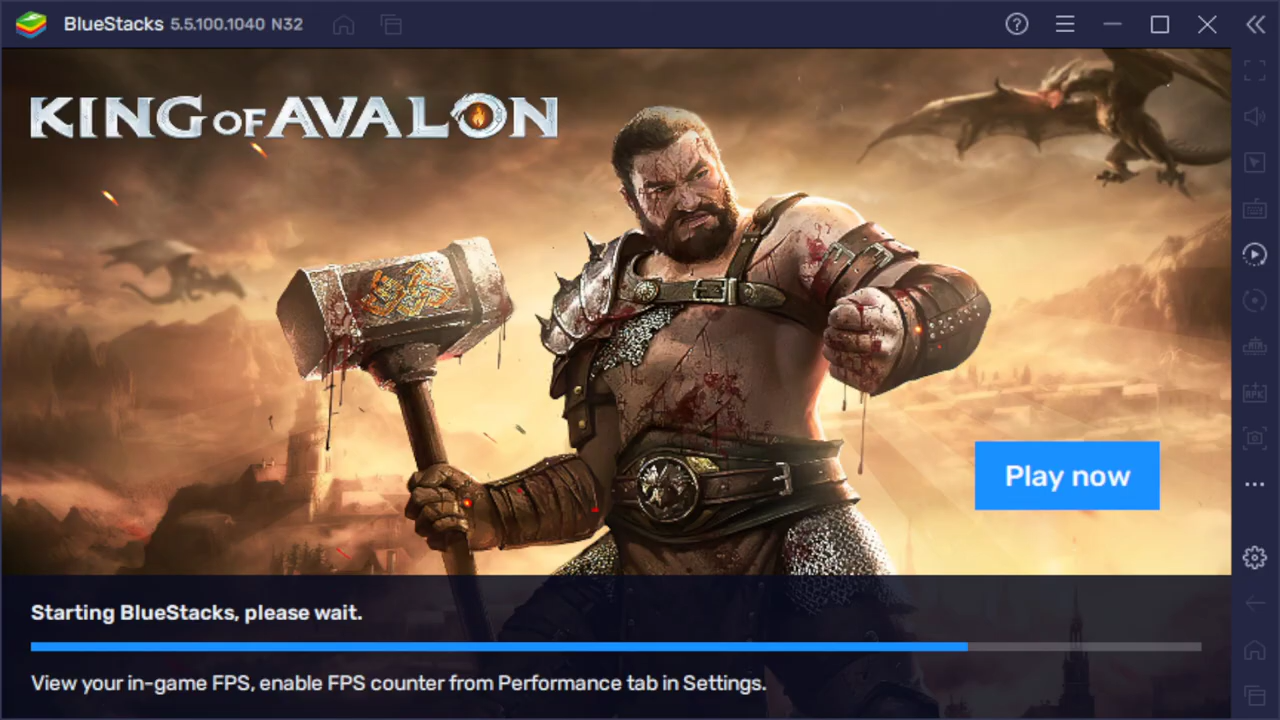 BlueStacks 5.5.100.1040 N32
KING OF AVALON
Play now
Starting BlueStacks, please wait.
View your in-game FPS, enable FPS counter from Performance tab in Settings.